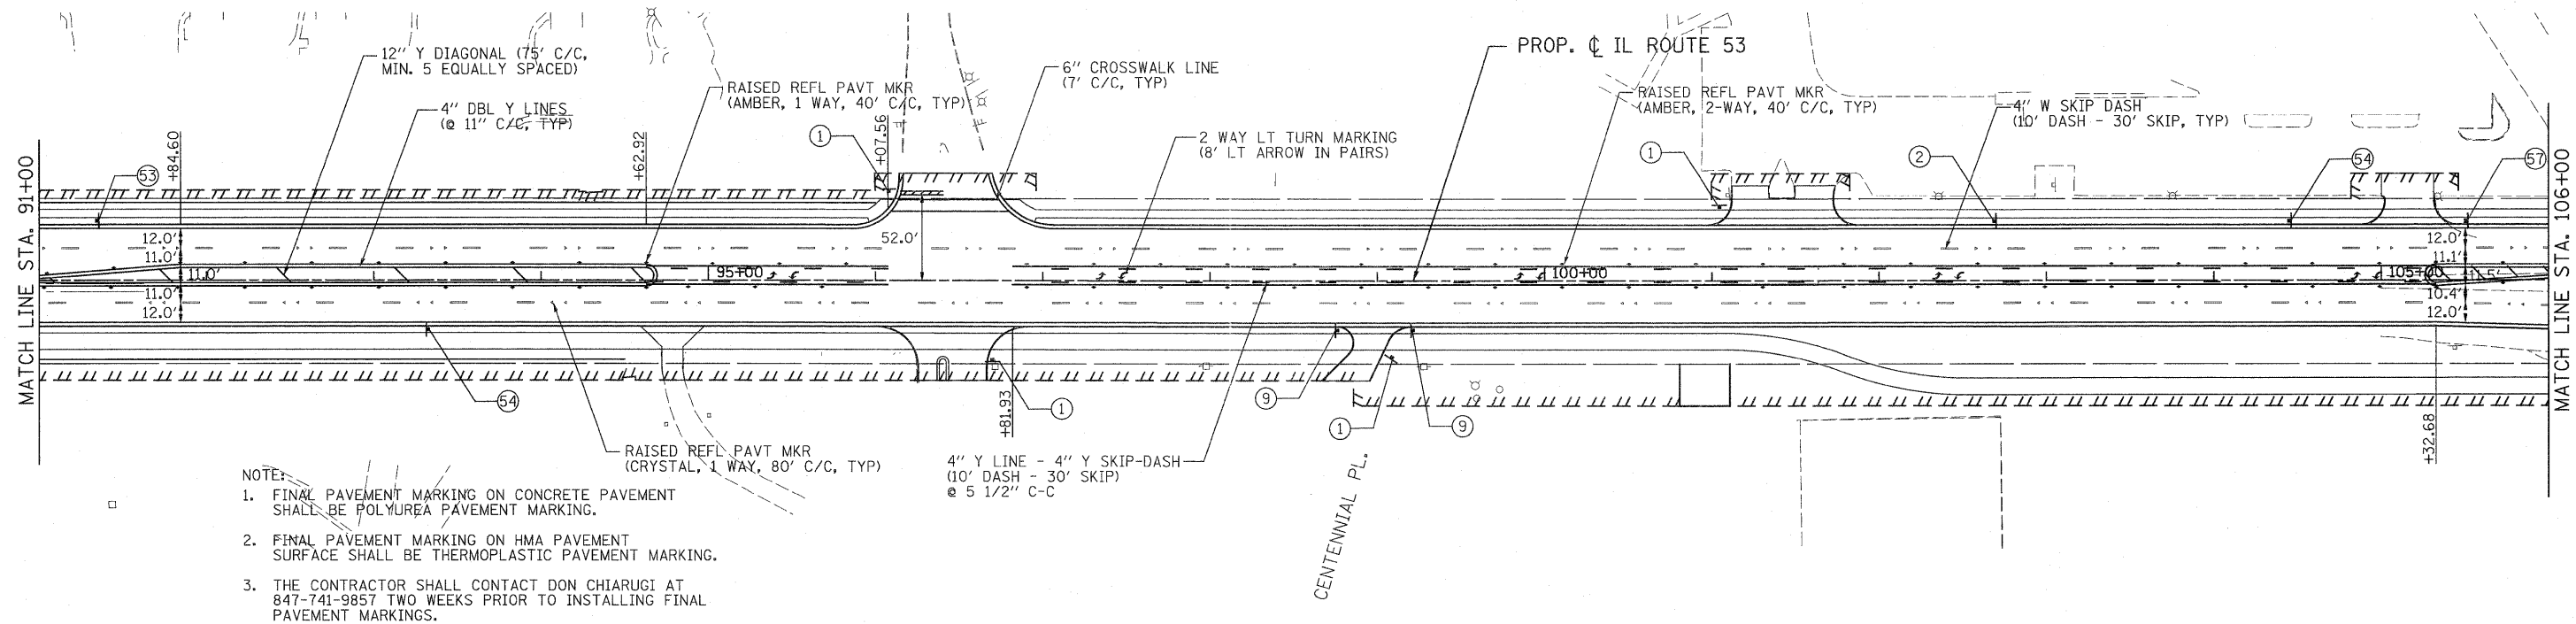 12" Y DIAGONAL (75' C/C,
MIN. 5 EQUALLY SPACED)
4" DBL Y LINES
(@ 11" C/C, TYP)
RAISED REFL PAVT MKR
(AMBER, 1 WAY, 40' C/C, TYP)
6" CROSSWALK LINE
(7' C/C, TYP)
2 WAY LT TURN MARKING
(8' LT ARROW IN PAIRS)
PROP. ℄ IL ROUTE 53
RAISED REFL PAVT MKR
(AMBER, 2-WAY, 40' C/C, TYP)
4" W SKIP DASH
(10' DASH - 30' SKIP, TYP)
MATCH LINE STA. 91+00
53
+84.60
+62.92
1
+07.56
1
2
54
57
MATCH LINE STA. 106+00
12.0'
11.0'
11.0'
11.0'
12.0'
52.0'
95+00
100+00
105+00
12.0'
11.1'
10.4'
12.0'
54
1
+81.93
9
1
9
+32.68
RAISED REFL PAVT MKR
(CRYSTAL, 1 WAY, 80' C/C, TYP)
4" Y LINE - 4" Y SKIP-DASH
(10' DASH - 30' SKIP)
@ 5 1/2" C-C
CENTENNIAL PL.
NOTE:
1. FINAL PAVEMENT MARKING ON CONCRETE PAVEMENT
SHALL BE POLYUREA PAVEMENT MARKING.
2. FINAL PAVEMENT MARKING ON HMA PAVEMENT
SURFACE SHALL BE THERMOPLASTIC PAVEMENT MARKING.
3. THE CONTRACTOR SHALL CONTACT DON CHIARUGI AT
847-741-9857 TWO WEEKS PRIOR TO INSTALLING FINAL
PAVEMENT MARKINGS.